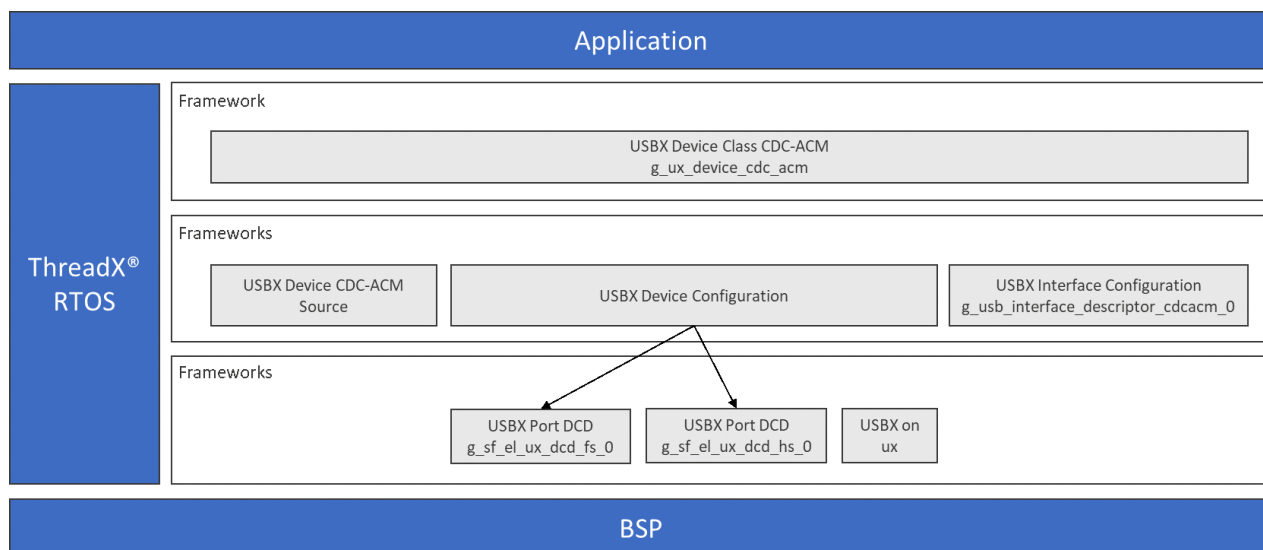 Application
ThreadX®
RTOS
Framework
USBX Device Class CDC-ACM
g_ux_device_cdc_acm
Frameworks
USBX Device CDC-ACM
Source
USBX Device Configuration
USBX Interface Configuration
g_usb_interface_descriptor_cdcacm_0
Frameworks
USBX Port DCD
g_sf_el_ux_dcd_fs_0
USBX Port DCD
g_sf_el_ux_dcd_hs_0
USBX on
ux
BSP